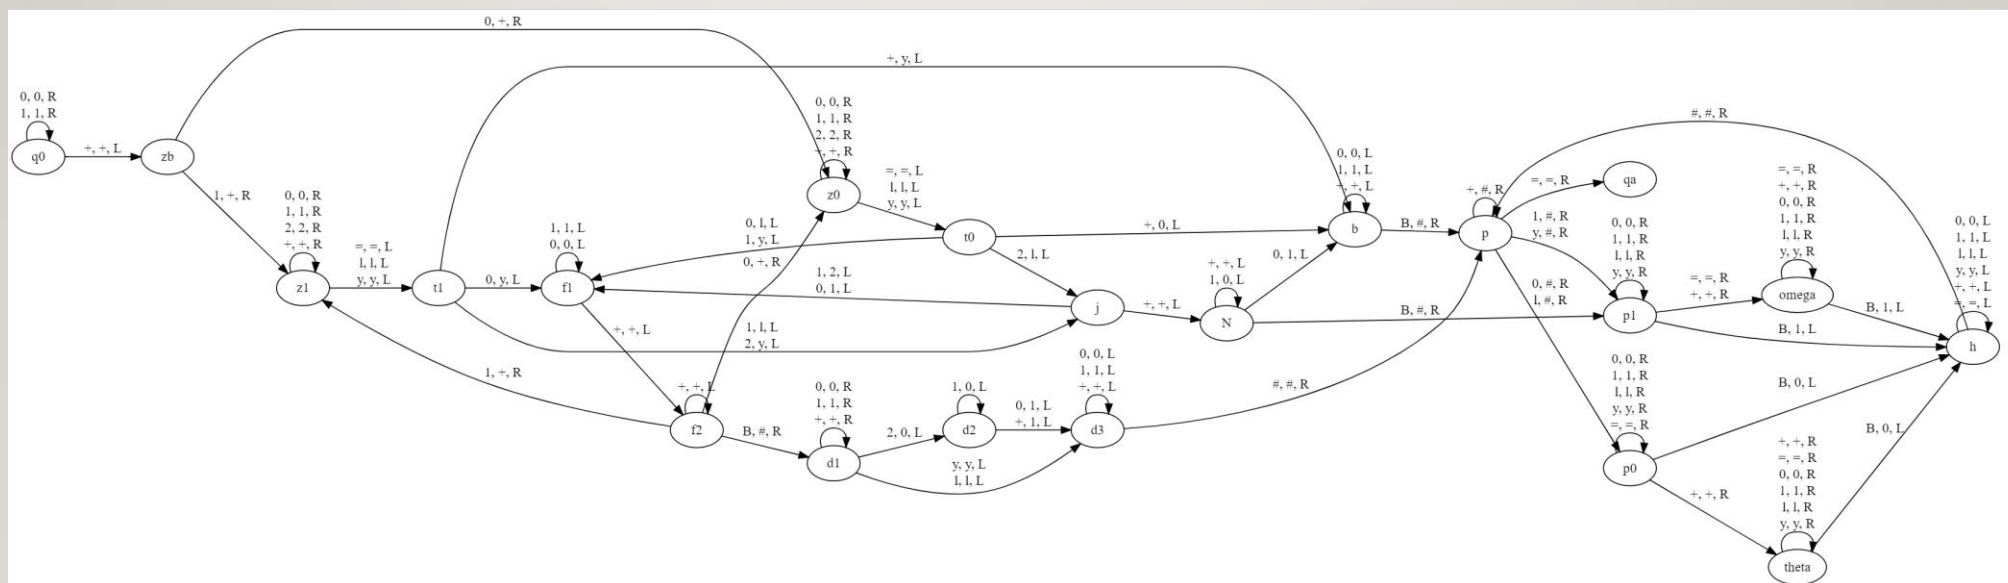 0, +, R
+, y, L
0, 0, R
1, 1, R
q0
+, +, L
zb
1, +, R
0, 0, R
1, 1, R
2, 2, R
+, +, R
z1
=, =, L
l, l, L
y, y, L
t1
0, y, L
1, 1, L
0, 0, L
f1
+, +, L
1, +, R
+, +, L
f2
B, #, R
0, l, L
1, y, L
0, +, R
1, 2, L
0, 1, L
1, l, L
2, y, L
0, 0, R
1, 1, R
2, 2, R
+, +, R
z0
=, =, L
l, l, L
y, y, L
t0
+, 0, L
2, l, L
j
+, +, L
0, 0, R
1, 1, R
+, +, R
d1
2, 0, L
y, y, L
l, l, L
1, 0, L
d2
0, 1, L
+, 1, L
0, 0, L
1, 1, L
+, +, L
d3
#, #, R
+, +, L
1, 0, L
N
0, 1, L
B, #, R
0, 0, L
1, 1, L
+, +, L
b
B, #, R
#, #, R
+, #, R
p
=, =, R
qa
1, #, R
y, #, R
0, #, R
l, #, R
0, 0, R
1, 1, R
l, l, R
y, y, R
p1
=, =, R
+, +, R
B, 1, L
=, =, R
+, +, R
0, 0, R
1, 1, R
l, l, R
y, y, R
omega
B, 1, L
0, 0, R
1, 1, R
l, l, R
y, y, R
=, =, R
p0
B, 0, L
+, +, R
+, +, R
=, =, R
0, 0, R
1, 1, R
l, l, R
y, y, R
theta
B, 0, L
0, 0, L
1, 1, L
l, l, L
y, y, L
+, +, L
=, =, L
h